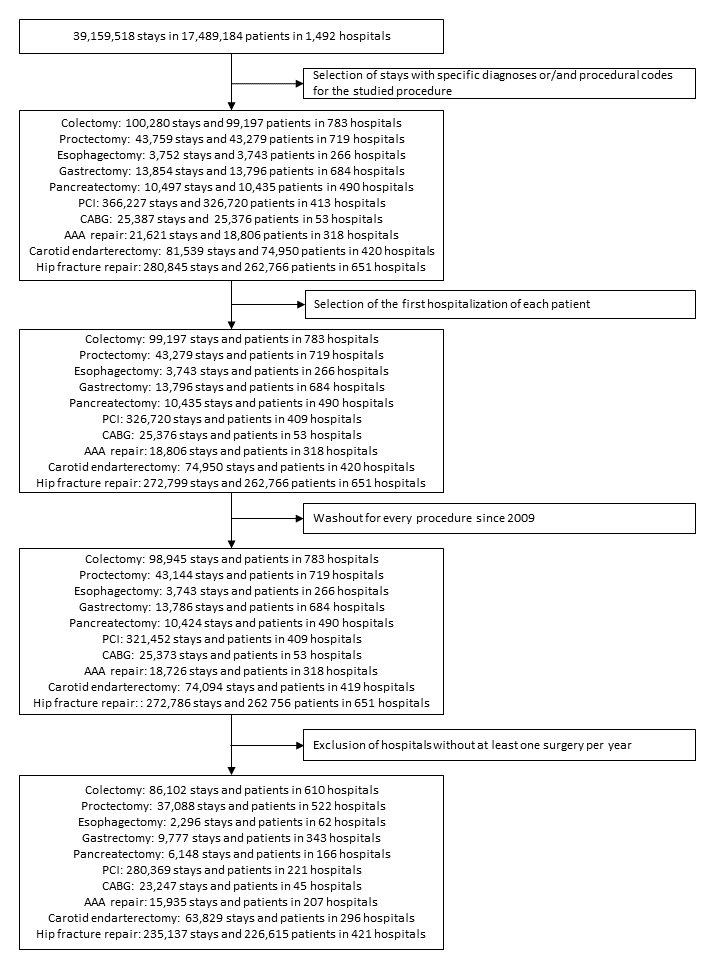 39,159,518 stays in 17,489,184 patients in 1,492 hospitals
Selection of stays with specific diagnoses or/and procedural codes
for the studied procedure
Colectomy: 100,280 stays and 99,197 patients in 783 hospitals
Proctectomy: 43,759 stays and 43,279 patients in 719 hospitals
Esophagectomy: 3,752 stays and 3,743 patients in 266 hospitals
Gastrectomy: 13,854 stays and 13,796 patients in 684 hospitals
Pancreatectomy: 10,497 stays and 10,435 patients in 490 hospitals
PCI: 366,227 stays and 326,720 patients in 413 hospitals
CABG: 25,387 stays and 25,376 patients in 53 hospitals
AAA repair: 21,621 stays and 18,806 patients in 318 hospitals
Carotid endarterectomy: 81,539 stays and 74,950 patients in 420 hospitals
Hip fracture repair: 280,845 stays and 262,766 patients in 651 hospitals
Selection of the first hospitalization of each patient
Colectomy: 99,197 stays and patients in 783 hospitals
Proctectomy: 43,279 stays and patients in 719 hospitals
Esophagectomy: 3,743 stays and patients in 266 hospitals
Gastrectomy: 13,796 stays and patients in 684 hospitals
Pancreatectomy: 10,435 stays and patients in 490 hospitals
PCI: 326,720 stays and patients in 409 hospitals
CABG: 25,376 stays and patients in 53 hospitals
AAA repair: 18,806 stays and patients in 318 hospitals
Carotid endarterectomy: 74,950 stays and patients in 420 hospitals
Hip fracture repair: 272,799 stays and 262,766 patients in 651 hospitals
Washout for every procedure since 2009
Colectomy: 98,945 stays and patients in 783 hospitals
Proctectomy: 43,144 stays and patients in 719 hospitals
Esophagectomy: 3,743 stays and patients in 266 hospitals
Gastrectomy: 13,786 stays and patients in 684 hospitals
Pancreatectomy: 10,424 stays and patients in 490 hospitals
PCI: 321,452 stays and patients in 409 hospitals
CABG: 25,373 stays and patients in 53 hospitals
AAA repair: 18,726 stays and patients in 318 hospitals
Carotid endarterectomy: 74,094 stays and patients in 419 hospitals
Hip fracture repair: : 272,786 stays and 262 756 patients in 651 hospitals
Exclusion of hospitals without at least one surgery per year
Colectomy: 86,102 stays and patients in 610 hospitals
Proctectomy: 37,088 stays and patients in 522 hospitals
Esophagectomy: 2,296 stays and patients in 62 hospitals
Gastrectomy: 9,777 stays and patients in 343 hospitals
Pancreatectomy: 6,148 stays and patients in 166 hospitals
PCI: 280,369 stays and patients in 221 hospitals
CABG: 23,247 stays and patients in 45 hospitals
AAA repair: 15,935 stays and patients in 207 hospitals
Carotid endarterectomy: 63,829 stays and patients in 296 hospitals
Hip fracture repair: 235,137 stays and 226,615 patients in 421 hospitals